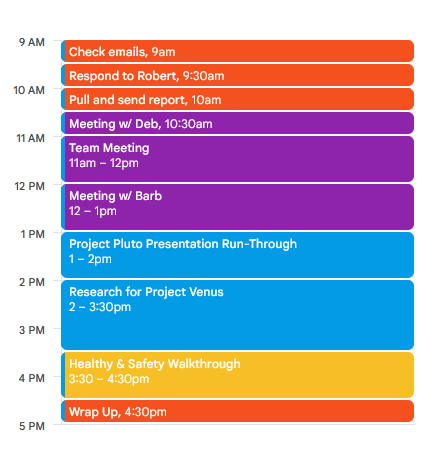 9 AM
Check emails, 9am
Respond to Robert, 9:30am
10 AM
Pull and send report, 10am
Meeting w/ Deb, 10:30am
11 AM
Team Meeting
11am – 12pm
12 PM
Meeting w/ Barb
12 – 1pm
1 PM
Project Pluto Presentation Run-Through
1 – 2pm
2 PM
Research for Project Venus
2 – 3:30pm
3 PM
Healthy & Safety Walkthrough
3:30 – 4:30pm
4 PM
Wrap Up, 4:30pm
5 PM